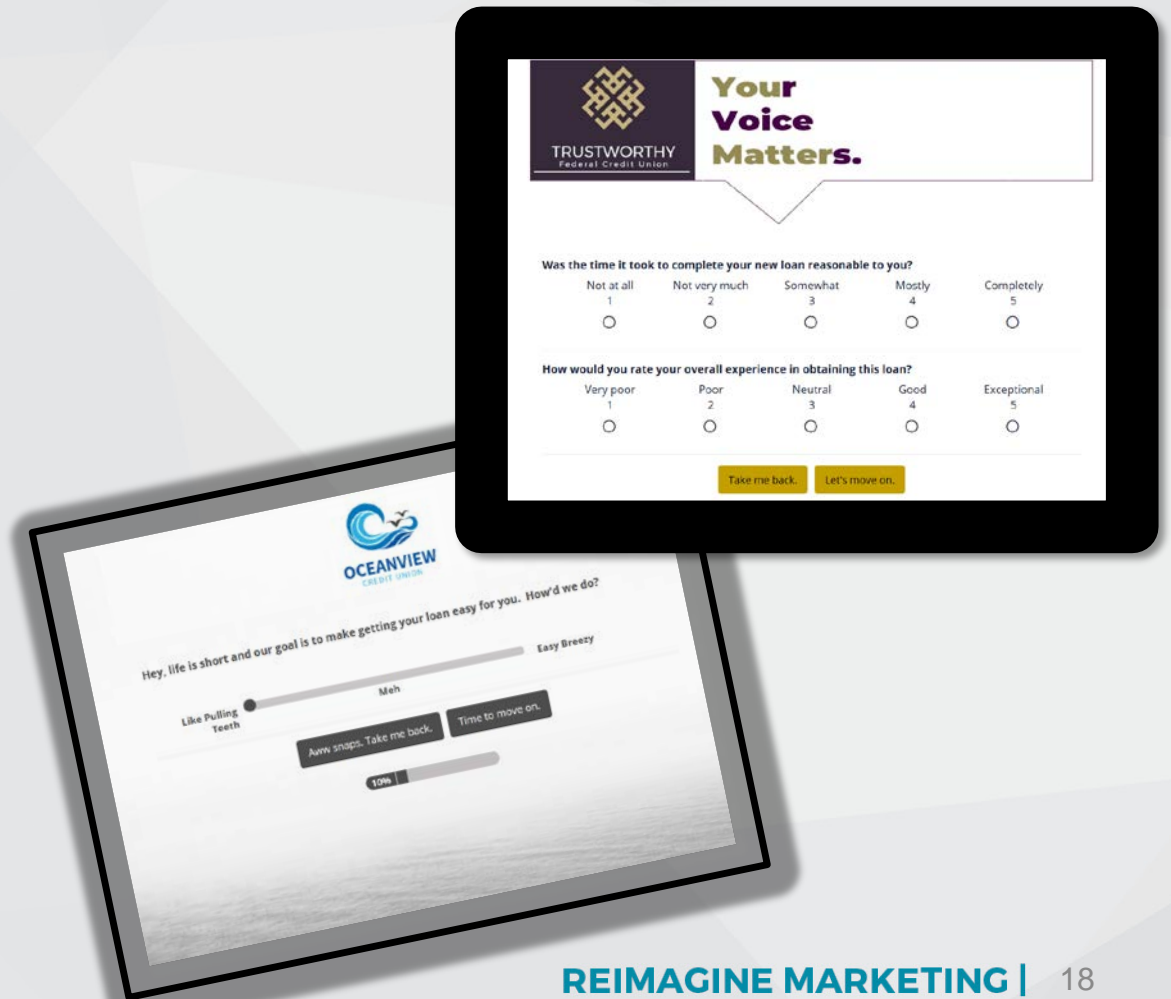 TRUSTWORTHY
Federal Credit Union
Your
Voice
Matters.
Was the time it took to complete your new loan reasonable to you?
Not at all Not very much Somewhat Mostly Completely
1 2 3 4 5
How would you rate your overall experience in obtaining this loan?
Very poor Poor Neutral Good Exceptional
1 2 3 4 5
Take me back. Let's move on.
OCEANVIEW
CREDIT UNION
Hey, life is short and our goal is to make getting your loan easy for you. How'd we do?
Like Pulling
Teeth
Meh
Easy Breezy
Aww snaps. Take me back. Time to move on.
10%
REIMAGINE MARKETING | 18